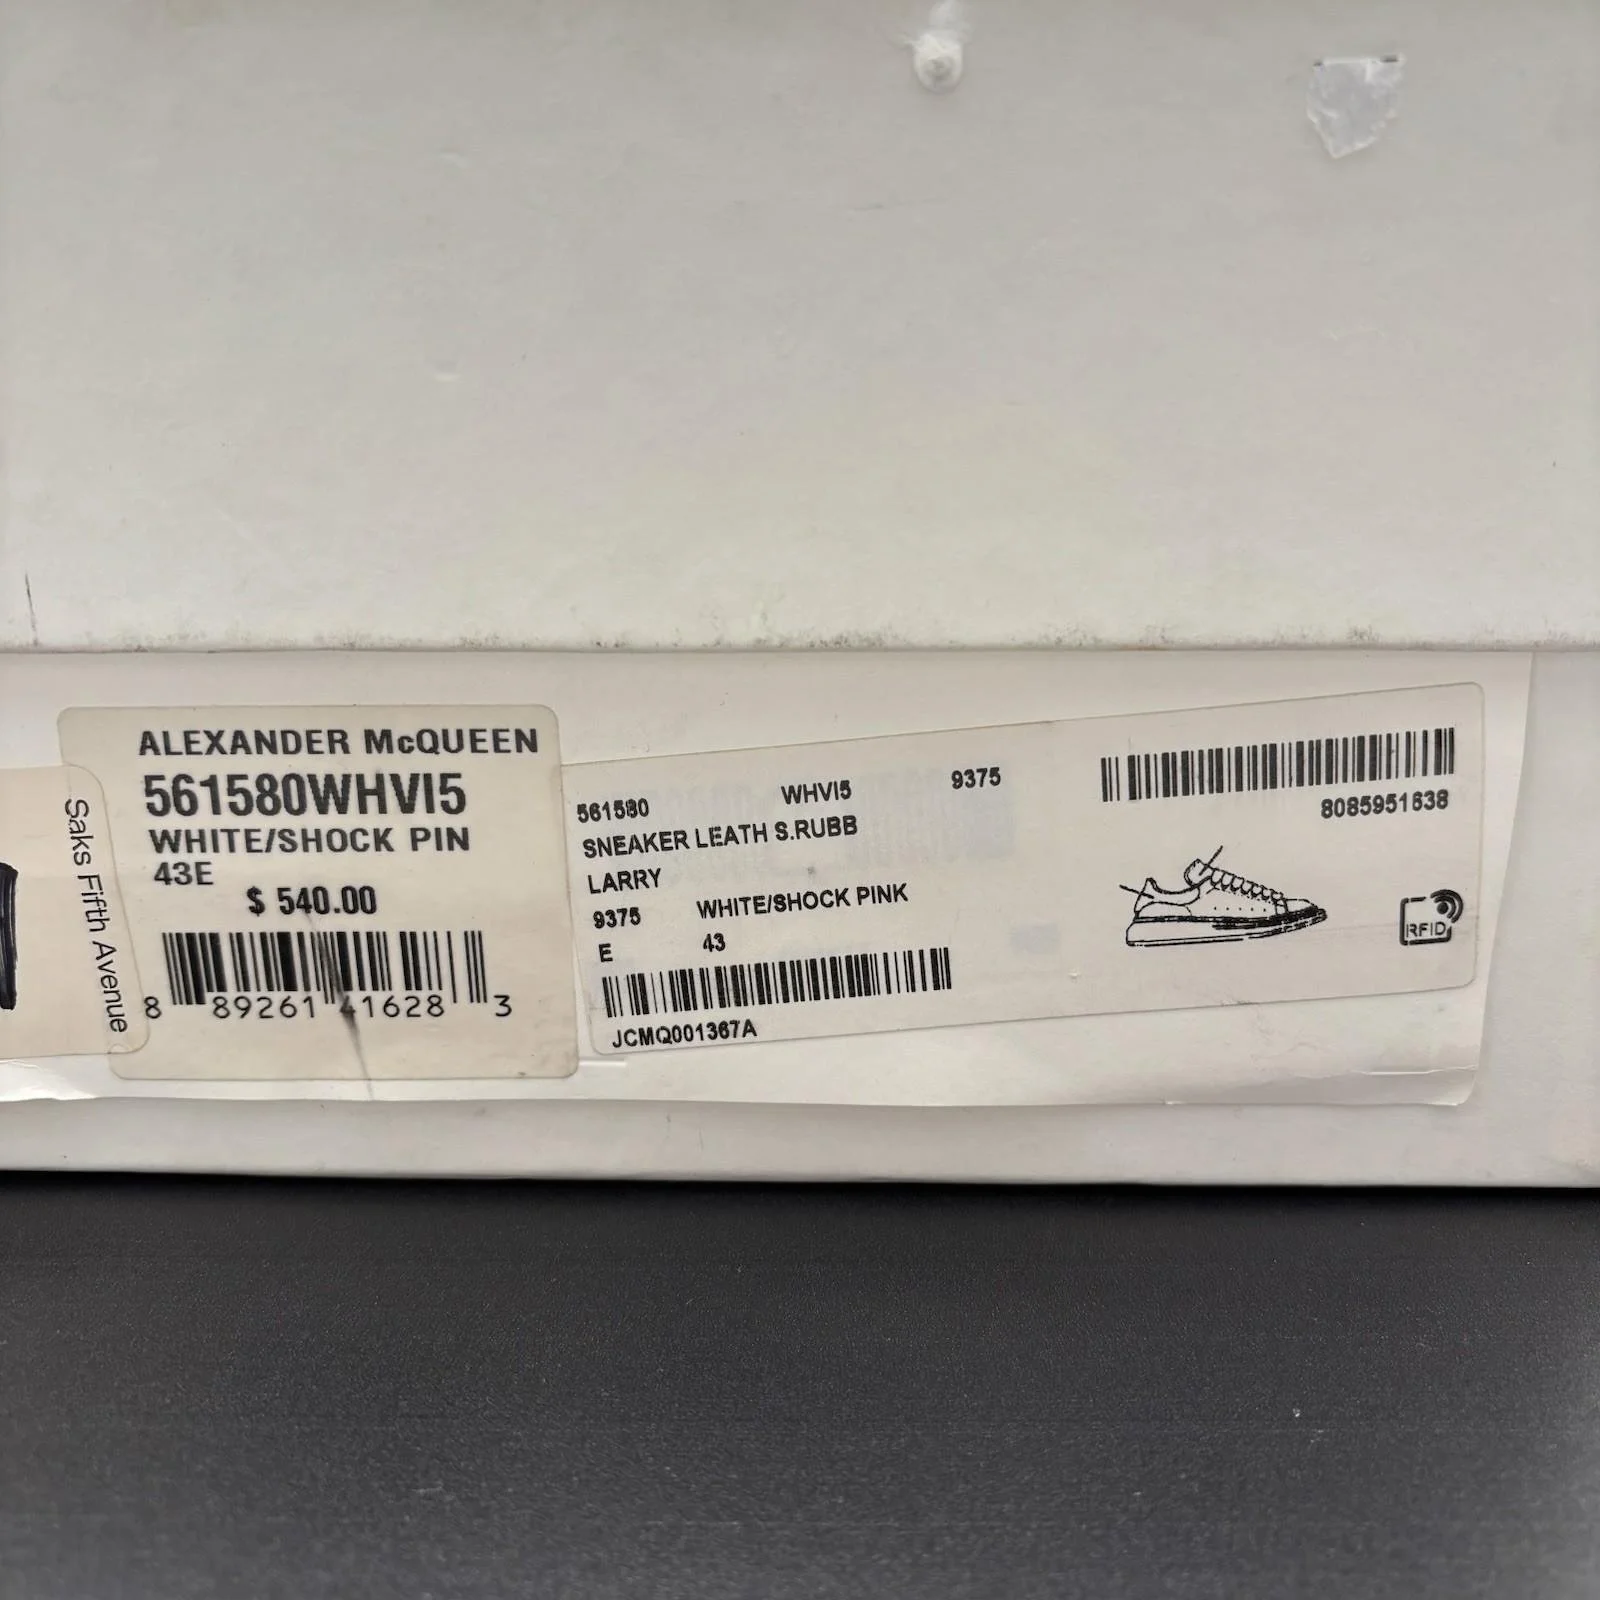 Saks Fifth Avenue
ALEXANDER McQUEEN
561580WHVI5
WHITE/SHOCK PIN
43E
$ 540.00
8 89261 41628 3
561580 WHVI5 9375
SNEAKER LEATH S.RUBB
LARRY
9375 WHITE/SHOCK PINK
E 43
JCMQ001367A
8085951638
RFID